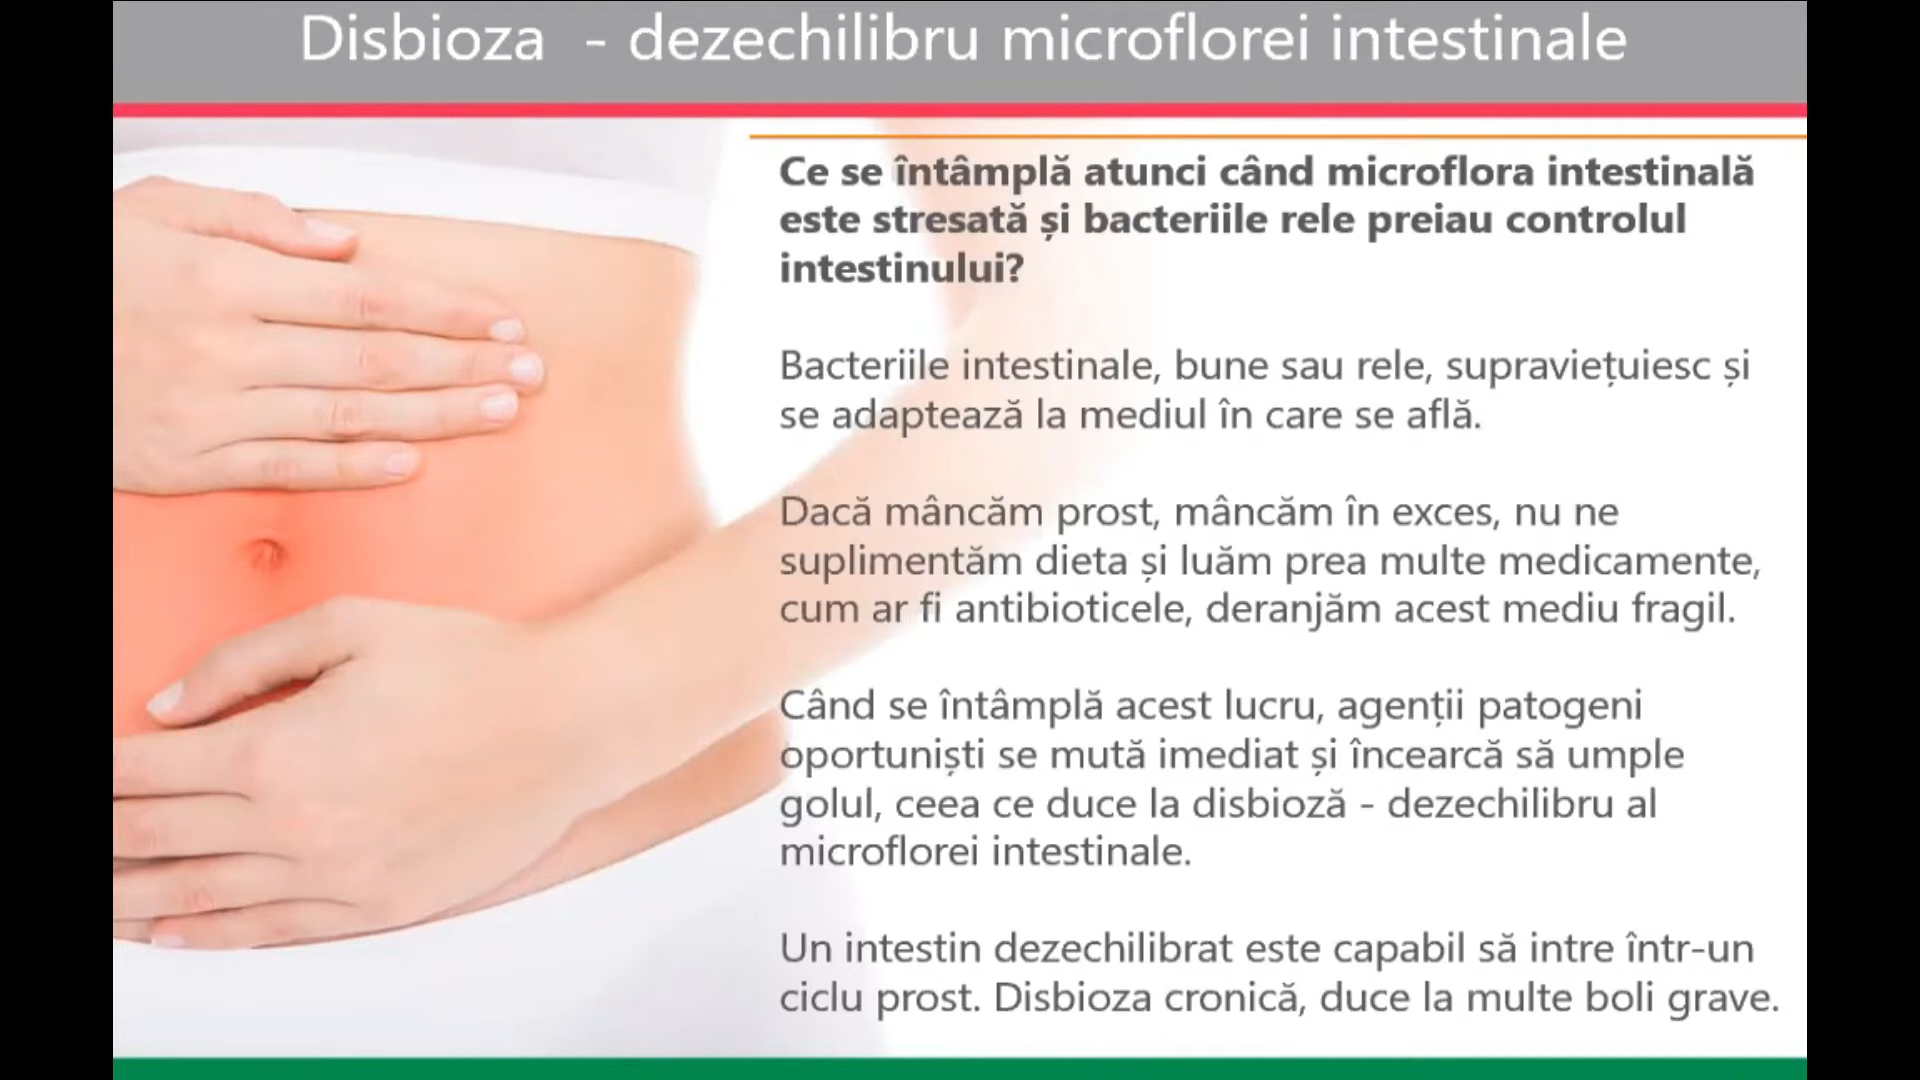 Disbioza - dezechilibru microflorei intestinale
Ce se întâmplă atunci când microflora intestinală
este stresată și bacteriile rele preiau controlul
intestinului?
Bacteriile intestinale, bune sau rele, supraviețuiesc și
se adaptează la mediul în care se află.
Dacă mâncăm prost, mâncăm în exces, nu ne
suplimentăm dieta și luăm prea multe medicamente,
cum ar fi antibioticele, deranjăm acest mediu fragil.
Când se întâmplă acest lucru, agenții patogeni
oportuniști se mută imediat și încearcă să umple
golul, ceea ce duce la disbioză - dezechilibru al
microflorei intestinale.
Un intestin dezechilibrat este capabil să intre într-un
ciclu prost. Disbioza cronică, duce la multe boli grave.